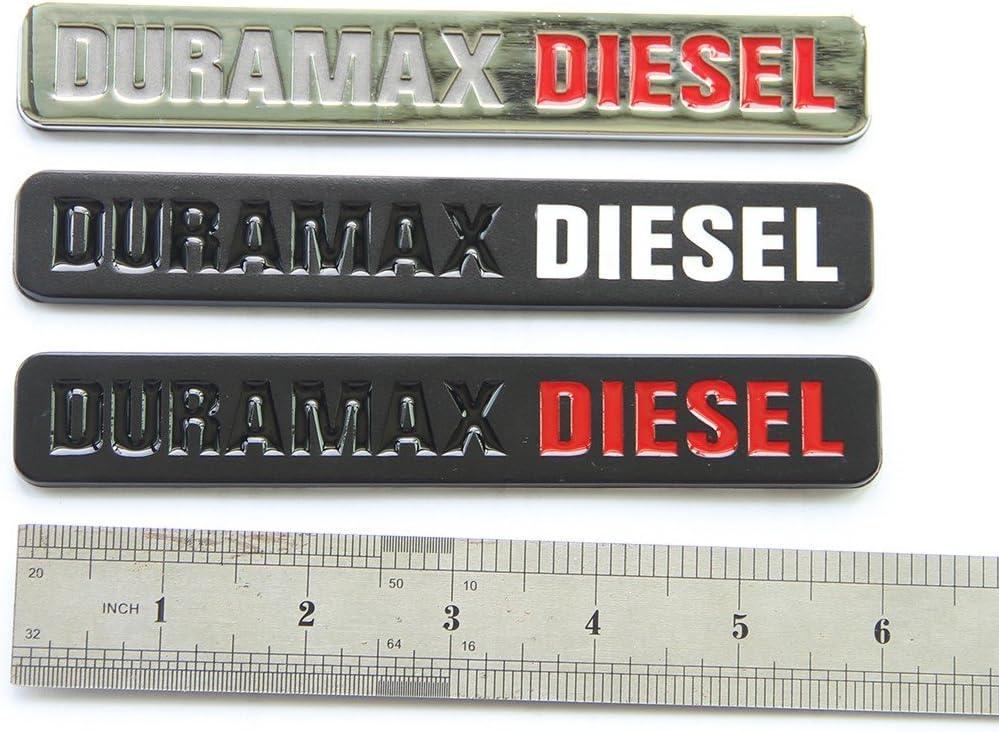 DURAMAX DIESEL
DURAMAX DIESEL
DURAMAX DIESEL
20 50 10
INCH 1 2 3 4 5 6
32 64 16